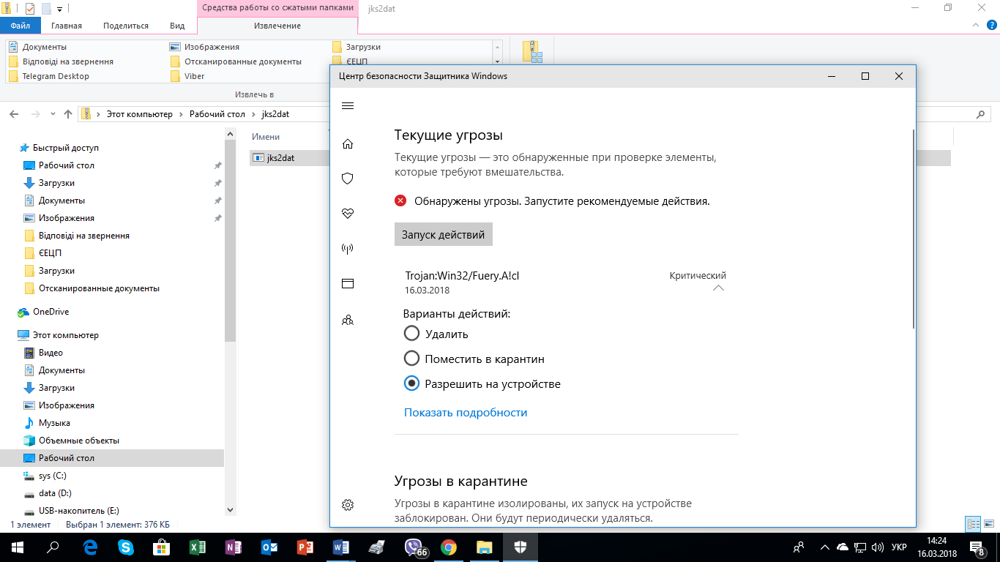 Средства работы со сжатыми папками
jks2dat
Файл
Главная
Поделиться
Вид
Извлечение
Документы
Изображения
Загрузки
Відповіді на звернення
Отсканированные документы
ЄЕЦП
Telegram Desktop
Viber
Извлечь в
Этот компьютер
Рабочий стол
jks2dat
Быстрый доступ
Рабочий стол
Загрузки
Документы
Изображения
Відповіді на звернення
ЄЕЦП
Загрузки
Отсканированные документы
OneDrive
Этот компьютер
Видео
Документы
Загрузки
Изображения
Музыка
Объемные объекты
Рабочий стол
sys (C:)
data (D:)
USB-накопитель (E:)
Имени
jks2dat
Центр безопасности Защитника Windows
Текущие угрозы
Текущие угрозы — это обнаруженные при проверке элементы,
которые требуют вмешательства.
Обнаружены угрозы. Запустите рекомендуемые действия.
Запуск действий
Trojan:Win32/Fuery.A!cl
Критический
16.03.2018
Варианты действий:
Удалить
Поместить в карантин
Разрешить на устройстве
Показать подробности
Угрозы в карантине
Угрозы в карантине изолированы, их запуск на устройстве
заблокирован. Они будут периодически удаляться.
1 элемент
Выбран 1 элемент: 376 КБ
66
УКР
14:24
16.03.2018
8